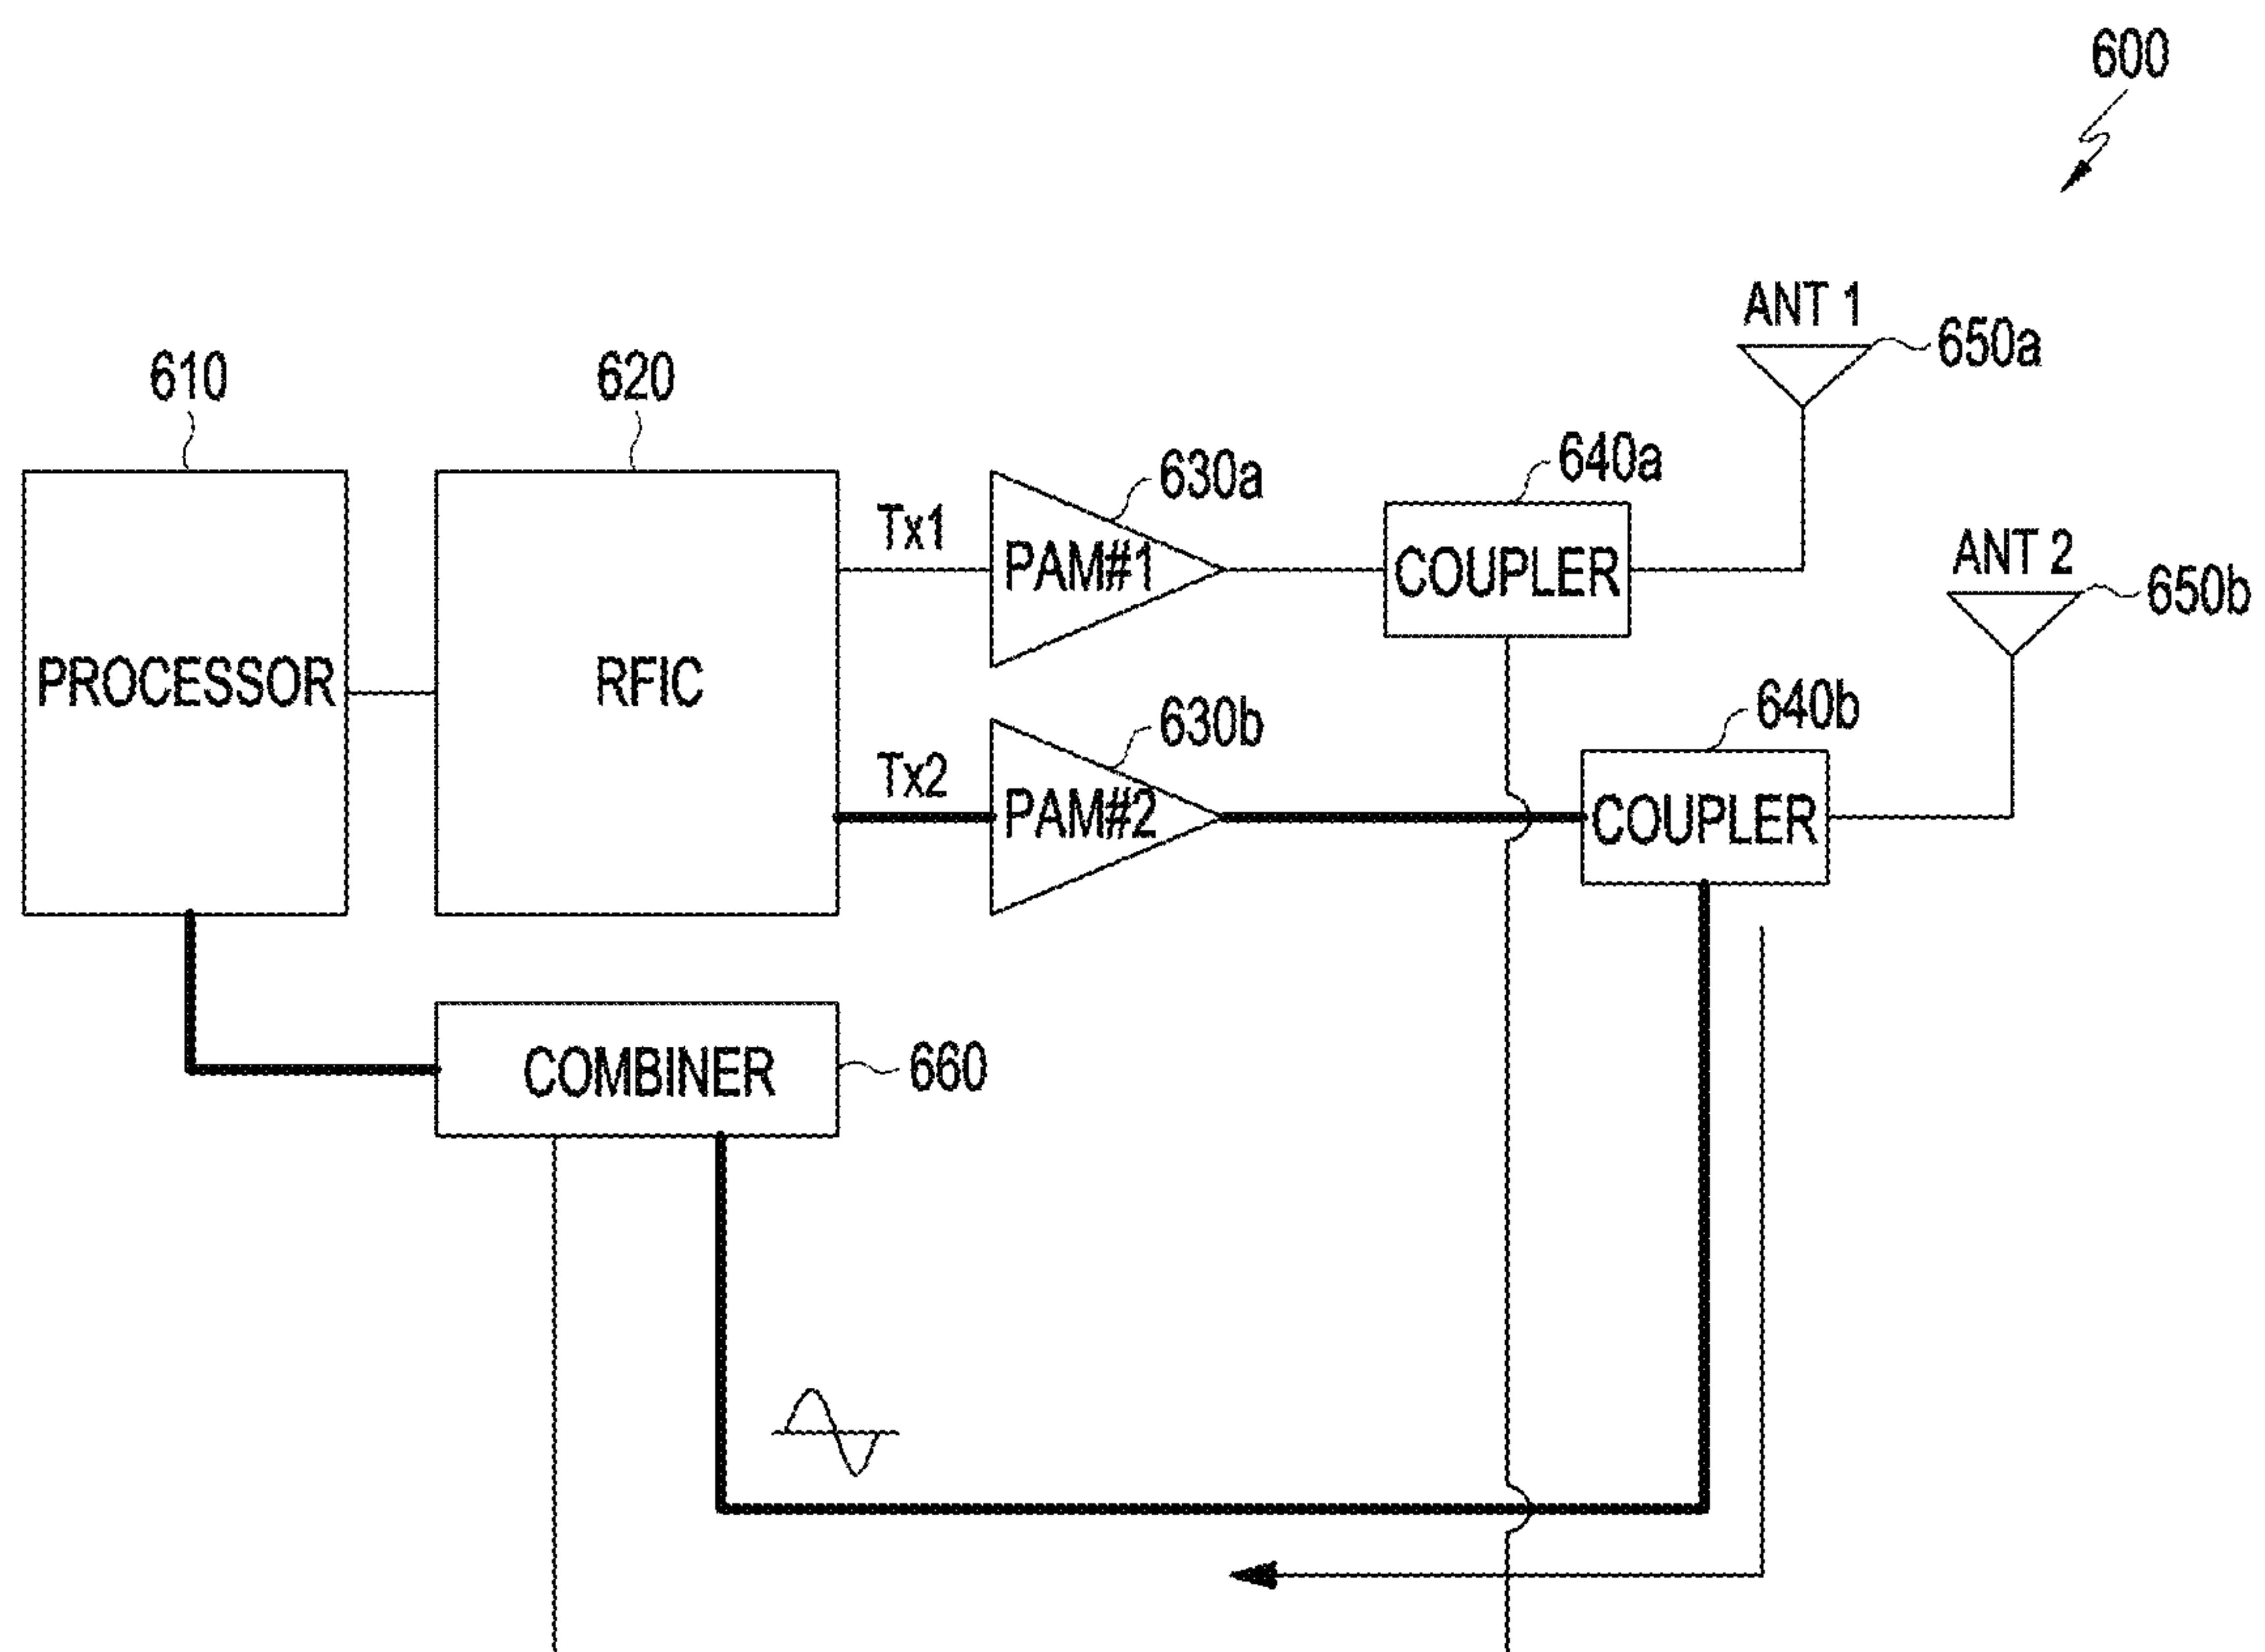 600
ANT 1
650a
610
620
630a
640a
Tx1
PAM#1
COUPLER
ANT 2
650b
PROCESSOR
RFIC
630b
640b
Tx2
PAM#2
COUPLER
COMBINER
660